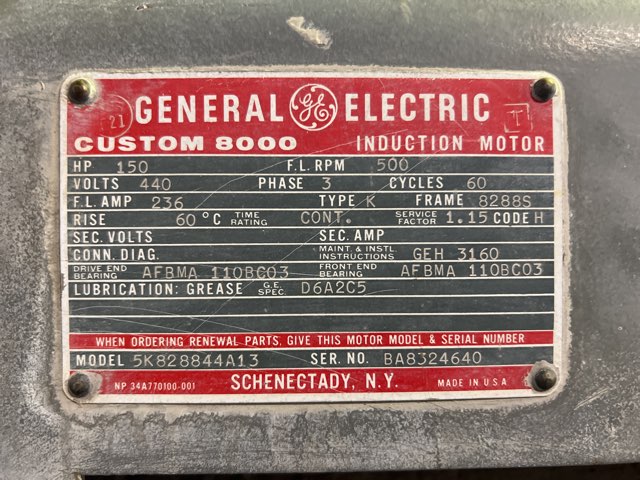 21 GENERAL GE ELECTRIC T
CUSTOM 8000 INDUCTION MOTOR
HP 150 F.L. RPM 500
VOLTS 440 PHASE 3 CYCLES 60
F.L. AMP 236 TYPE K FRAME 8288S
RISE 60°C TIME RATING CONT. SERVICE FACTOR 1.15 CODE H
SEC. VOLTS SEC. AMP
CONN. DIAG. MAINT. & INSTL. INSTRUCTIONS GEH 3160
DRIVE END BEARING AFBMA 110BC03 FRONT END BEARING AFBMA 110BC03
LUBRICATION: GREASE G.E. SPEC. D6A2C5
WHEN ORDERING RENEWAL PARTS, GIVE THIS MOTOR MODEL & SERIAL NUMBER
MODEL 5K828844A13 SER. NO. BA8324640
NP 34A770100-001 SCHENECTADY, N.Y. MADE IN U S A